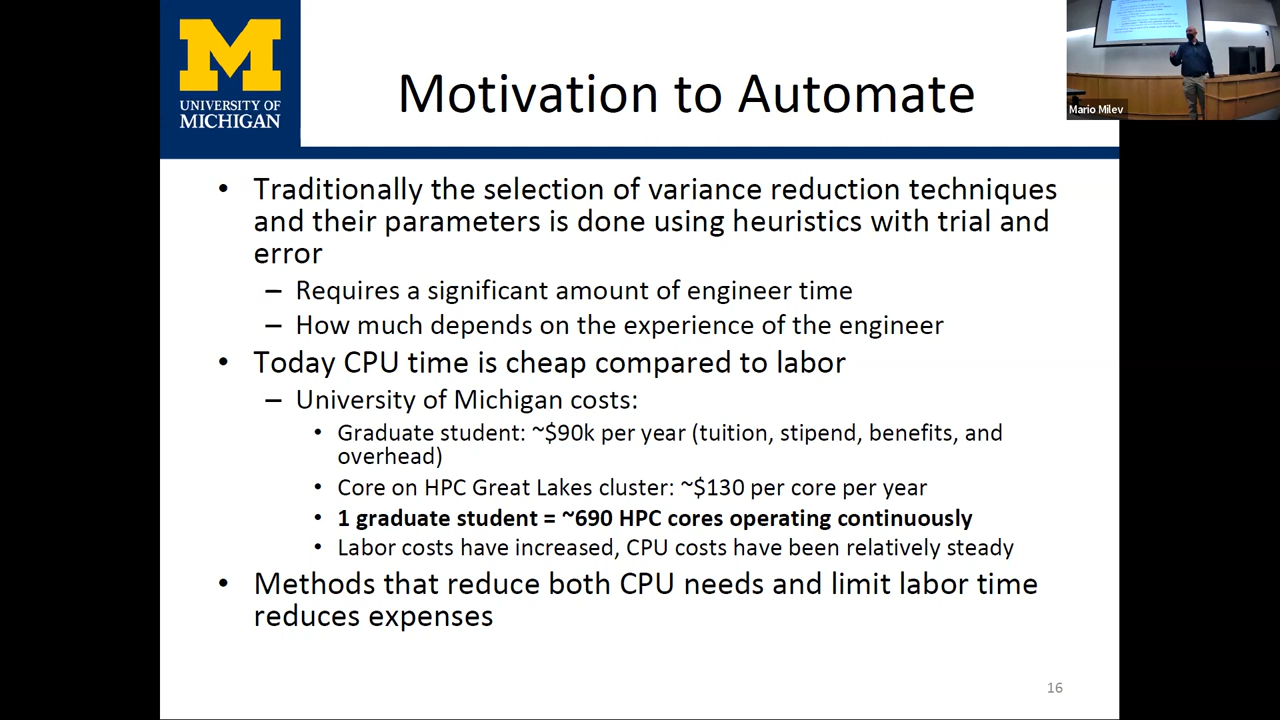 UNIVERSITY OF
MICHIGAN
Motivation to Automate
Mario Milev
• Traditionally the selection of variance reduction techniques
and their parameters is done using heuristics with trial and
error
– Requires a significant amount of engineer time
– How much depends on the experience of the engineer
• Today CPU time is cheap compared to labor
– University of Michigan costs:
• Graduate student: ~$90k per year (tuition, stipend, benefits, and
overhead)
• Core on HPC Great Lakes cluster: ~$130 per core per year
• 1 graduate student = ~690 HPC cores operating continuously
• Labor costs have increased, CPU costs have been relatively steady
• Methods that reduce both CPU needs and limit labor time
reduces expenses
16